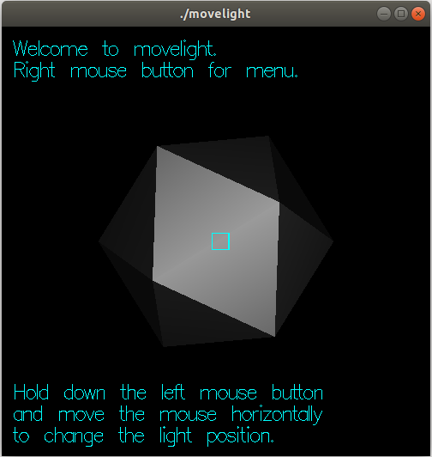 ./movelight
Welcome to movelight.
Right mouse button for menu.
Hold down the left mouse button
and move the mouse horizontally
to change the light position.